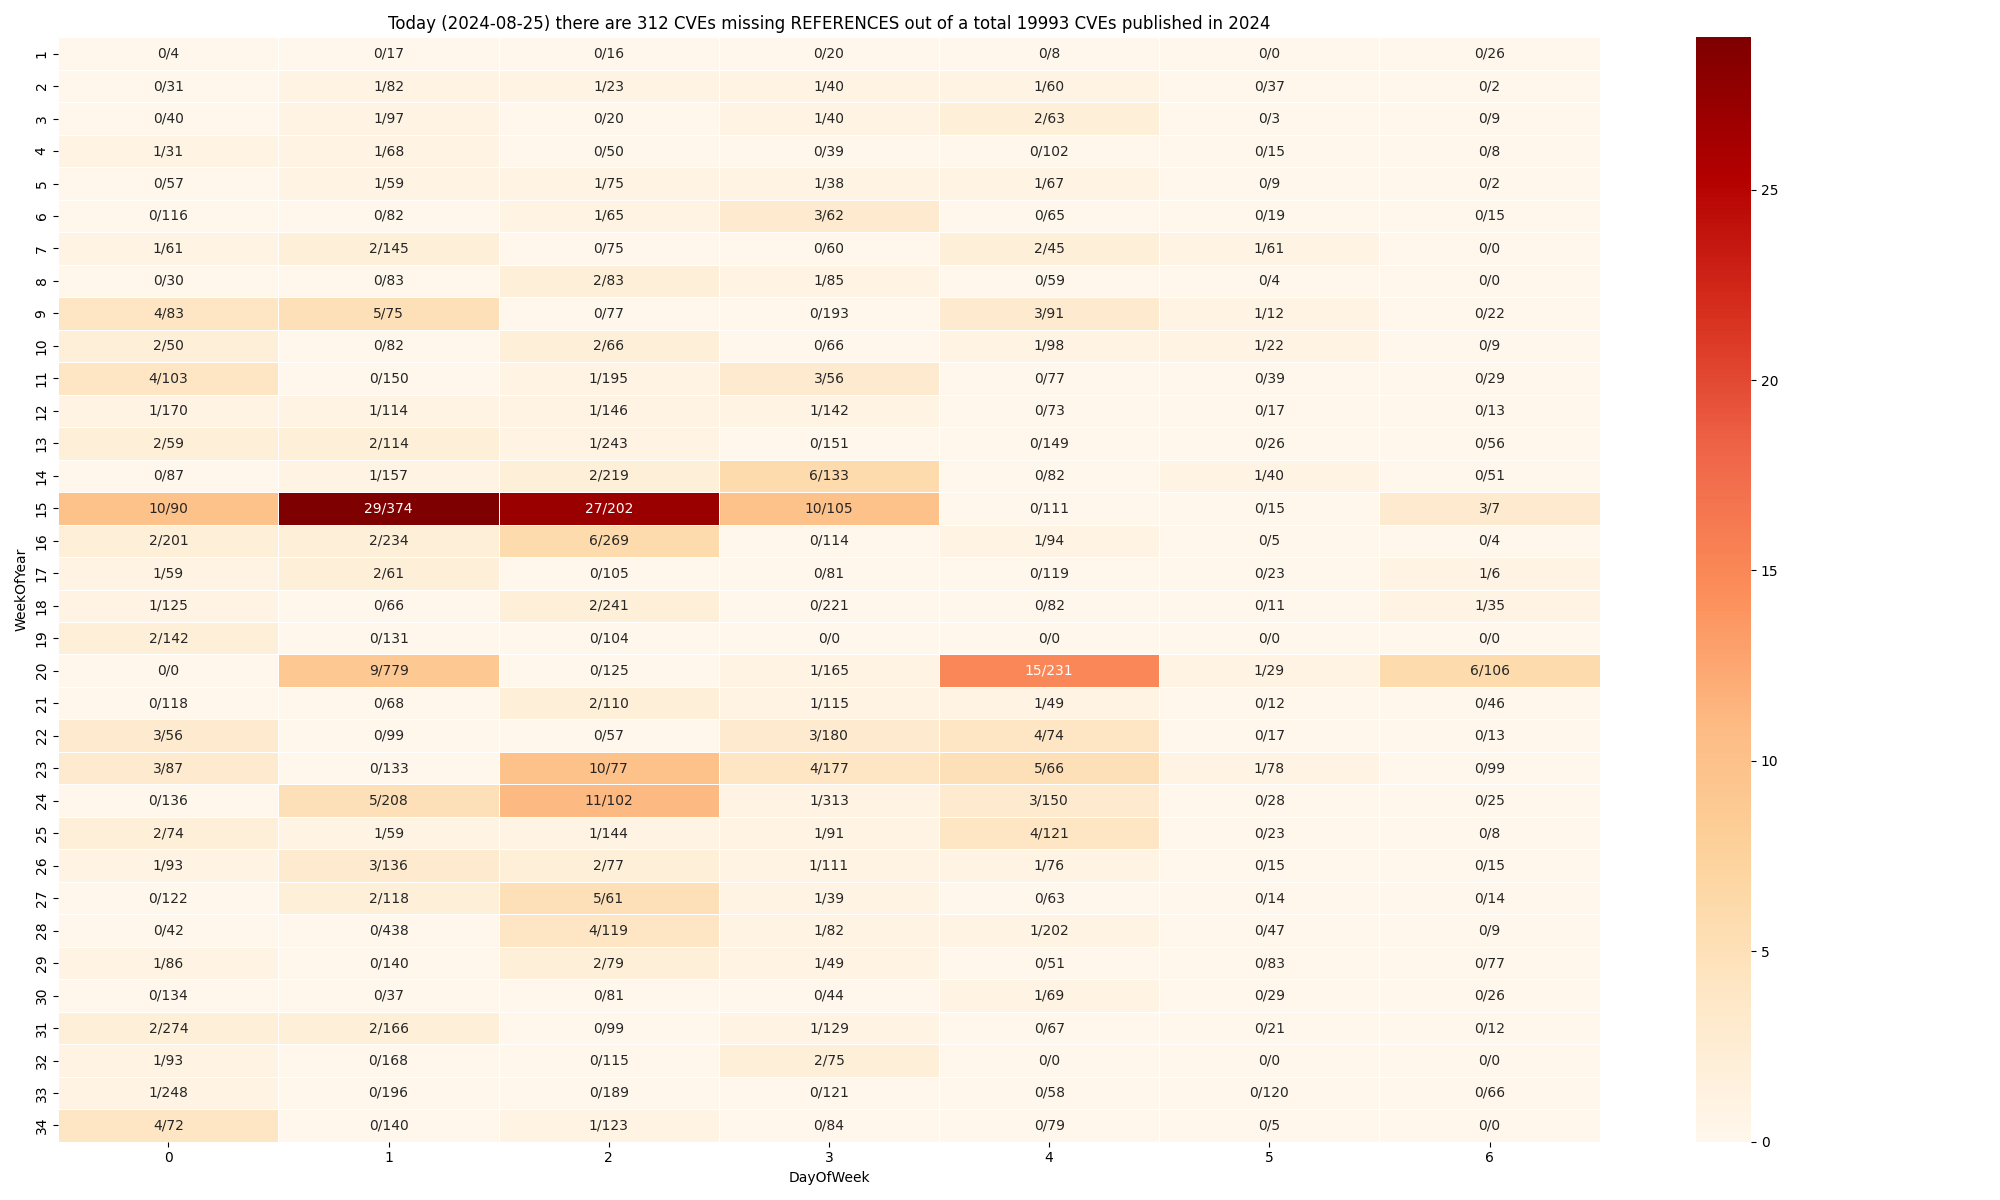 Today (2024-08-25) there are 312 CVEs missing REFERENCES out of a total 19993 CVEs published in 2024
1 0/4 0/17 0/16 0/20 0/8 0/0 0/26
2 0/31 1/82 1/23 1/40 1/60 0/37 0/2
3 0/40 1/97 0/20 1/40 2/63 0/3 0/9
4 1/31 1/68 0/50 0/39 0/102 0/15 0/8
5 0/57 1/59 1/75 1/38 1/67 0/9 0/2
6 0/116 0/82 1/65 3/62 0/65 0/19 0/15
7 1/61 2/145 0/75 0/60 2/45 1/61 0/0
8 0/30 0/83 2/83 1/85 0/59 0/4 0/0
9 4/83 5/75 0/77 0/193 3/91 1/12 0/22
10 2/50 0/82 2/66 0/66 1/98 1/22 0/9
11 4/103 0/150 1/195 3/56 0/77 0/39 0/29
12 1/170 1/114 1/146 1/142 0/73 0/17 0/13
13 2/59 2/114 1/243 0/151 0/149 0/26 0/56
14 0/87 1/157 2/219 6/133 0/82 1/40 0/51
15 10/90 29/374 27/202 10/105 0/111 0/15 3/7
16 2/201 2/234 6/269 0/114 1/94 0/5 0/4
17 1/59 2/61 0/105 0/81 0/119 0/23 1/6
18 1/125 0/66 2/241 0/221 0/82 0/11 1/35
19 2/142 0/131 0/104 0/0 0/0 0/0 0/0
20 0/0 9/779 0/125 1/165 15/231 1/29 6/106
21 0/118 0/68 2/110 1/115 1/49 0/12 0/46
22 3/56 0/99 0/57 3/180 4/74 0/17 0/13
23 3/87 0/133 10/77 4/177 5/66 1/78 0/99
24 0/136 5/208 11/102 1/313 3/150 0/28 0/25
25 2/74 1/59 1/144 1/91 4/121 0/23 0/8
26 1/93 3/136 2/77 1/111 1/76 0/15 0/15
27 0/122 2/118 5/61 1/39 0/63 0/14 0/14
28 0/42 0/438 4/119 1/82 1/202 0/47 0/9
29 1/86 0/140 2/79 1/49 0/51 0/83 0/77
30 0/134 0/37 0/81 0/44 1/69 0/29 0/26
31 2/274 2/166 0/99 1/129 0/67 0/21 0/12
32 1/93 0/168 0/115 2/75 0/0 0/0 0/0
33 1/248 0/196 0/189 0/121 0/58 0/120 0/66
34 4/72 0/140 1/123 0/84 0/79 0/5 0/0
0 1 2 3 4 5 6
DayOfWeek
WeekOfYear
25
20
15
10
5
0